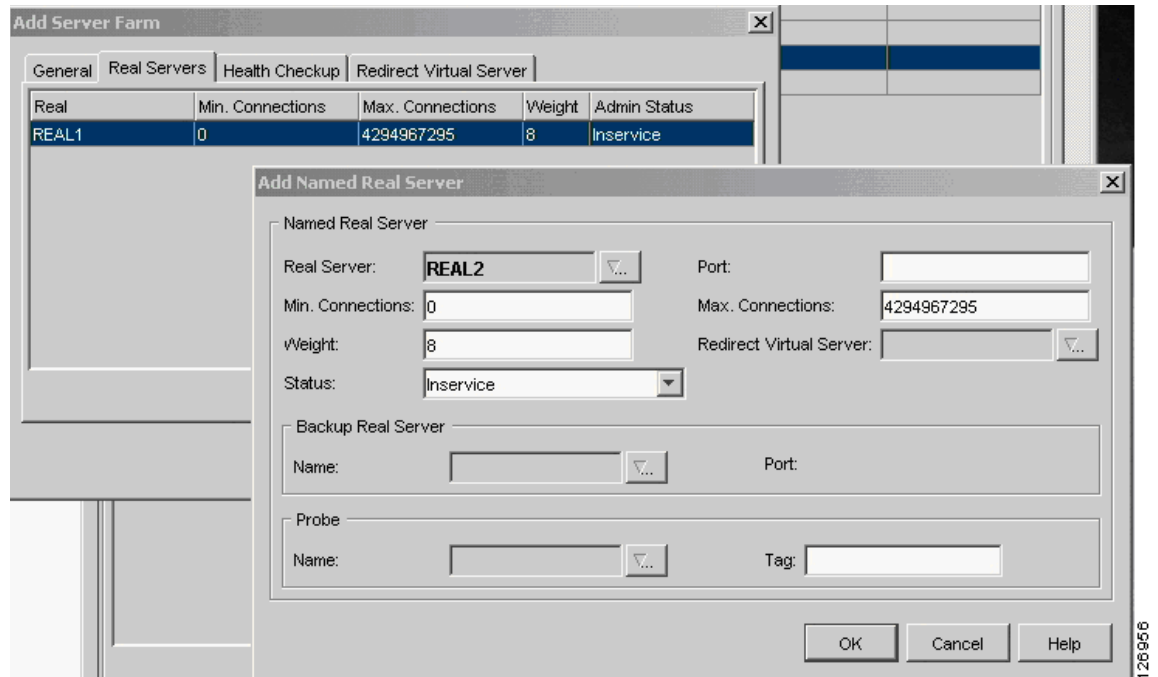 Add Server Farm
General Real Servers Health Checkup Redirect Virtual Server
Real Min. Connections Max. Connections Weight Admin Status
REAL1 0 4294967295 8 Inservice
Add Named Real Server
Named Real Server
Real Server: REAL2 ... Port:
Min. Connections: 0 Max. Connections: 4294967295
Weight: 8 Redirect Virtual Server: ...
Status: Inservice
Backup Real Server
Name: ... Port:
Probe
Name: ... Tag:
OK Cancel Help
126956